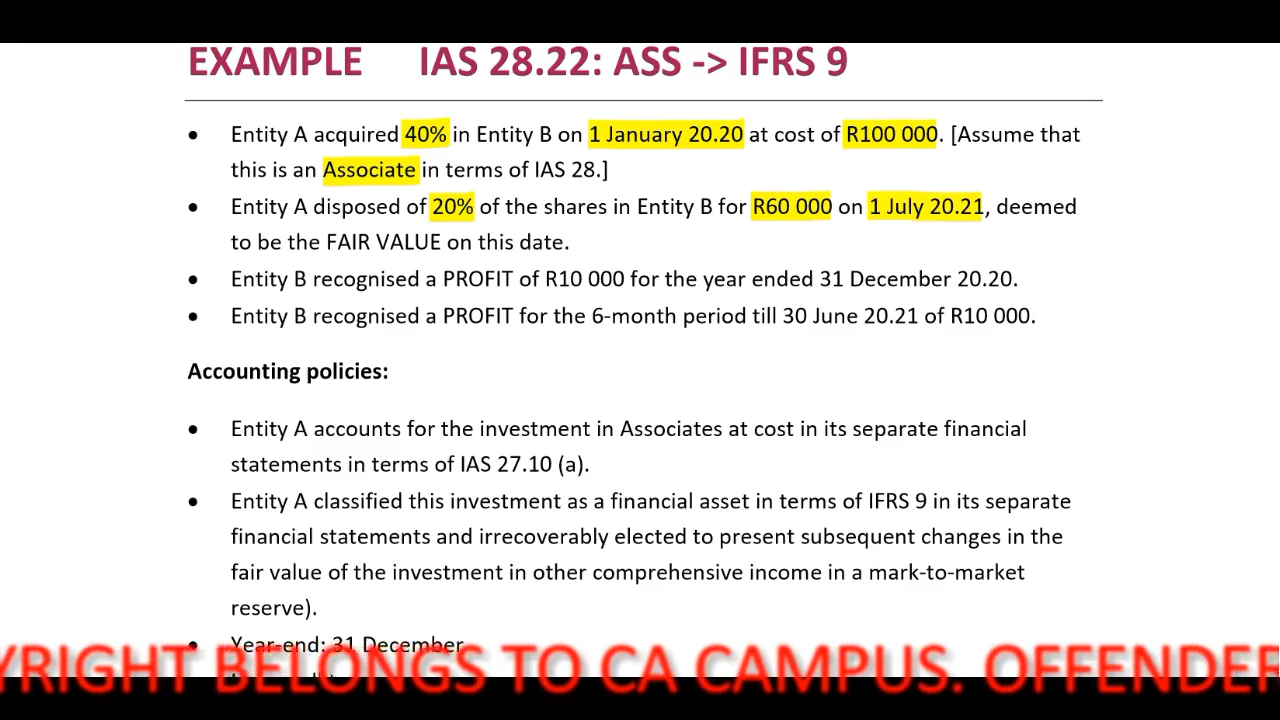 EXAMPLE IAS 28.22: ASS -> IFRS 9
• Entity A acquired 40% in Entity B on 1 January 20.20 at cost of R100 000. [Assume that
this is an Associate in terms of IAS 28.]
• Entity A disposed of 20% of the shares in Entity B for R60 000 on 1 July 20.21, deemed
to be the FAIR VALUE on this date.
• Entity B recognised a PROFIT of R10 000 for the year ended 31 December 20.20.
• Entity B recognised a PROFIT for the 6-month period till 30 June 20.21 of R10 000.
Accounting policies:
• Entity A accounts for the investment in Associates at cost in its separate financial
statements in terms of IAS 27.10 (a).
• Entity A classified this investment as a financial asset in terms of IFRS 9 in its separate
financial statements and irrecoverably elected to present subsequent changes in the
fair value of the investment in other comprehensive income in a mark-to-market
reserve).
• Year-end: 31 December
YRIGHT BELONGS TO CA CAMPUS. OFFENDER